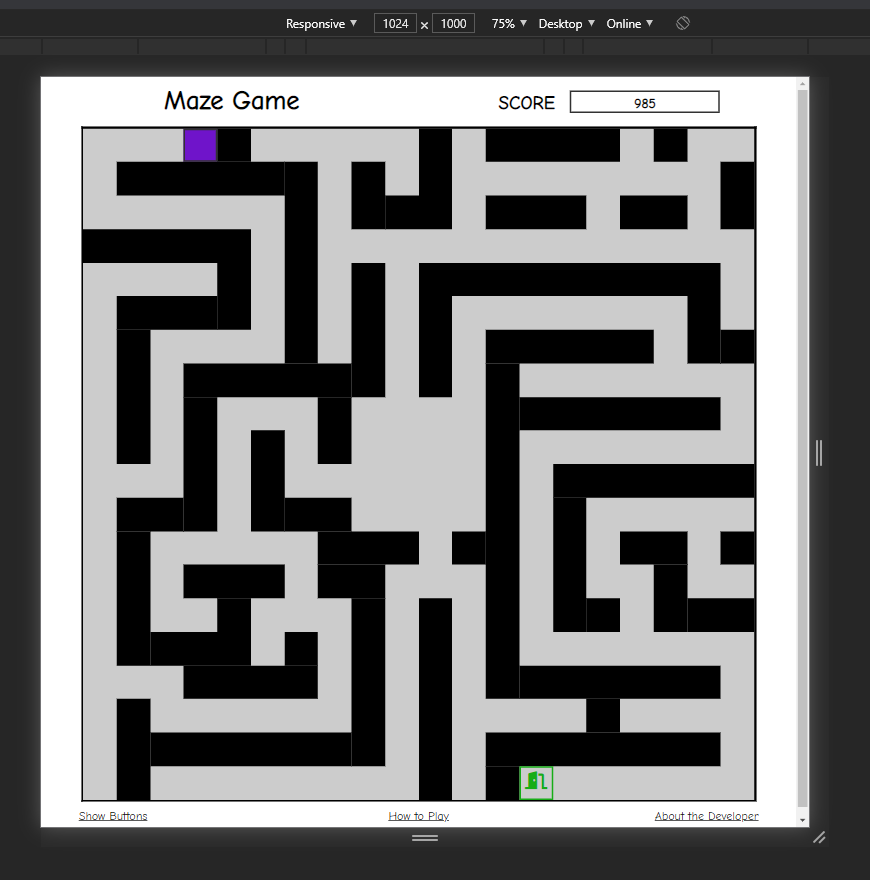 Responsive ▼ 1024 × 1000 75% ▼ Desktop ▼ Online ▼
Maze Game SCORE 985
Show Buttons How to Play About the Developer